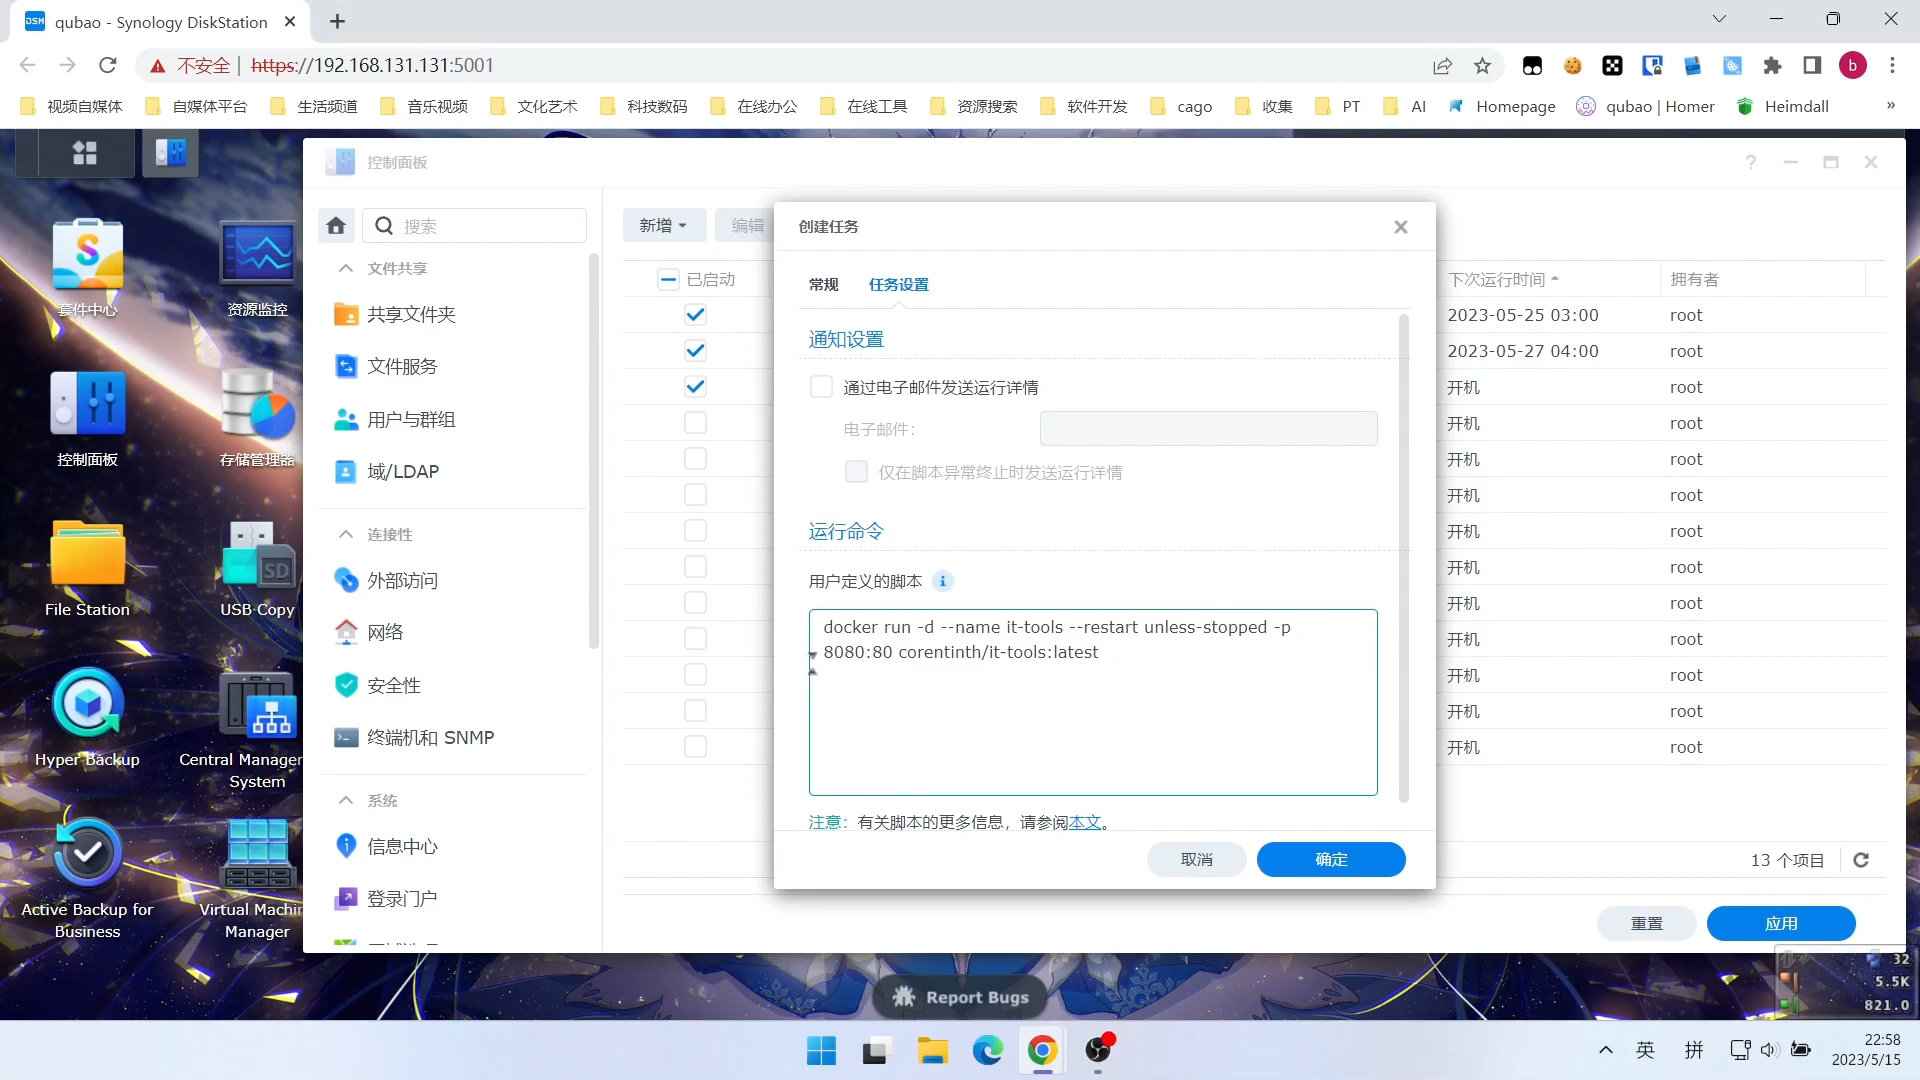 qubao - Synology DiskStation
不安全 | https://192.168.131.131:5001
b
视频自媒体
自媒体平台
生活频道
音乐视频
文化艺术
科技数码
在线办公
在线工具
资源搜索
软件开发
cago
收集
PT
AI
Homepage
qubao | Homer
Heimdall
»
控制面板
搜索
新增
编辑
创建任务
文件共享
常规
任务设置
已启动
下次运行时间
拥有者
套件中心
资源监控
共享文件夹
2023-05-25 03:00
root
通知设置
2023-05-27 04:00
root
文件服务
通过电子邮件发送运行详情
开机
root
用户与群组
电子邮件：
开机
root
控制面板
存储管理器
域/LDAP
仅在脚本异常终止时发送运行详情
开机
root
开机
root
连接性
运行命令
开机
root
外部访问
用户定义的脚本
开机
root
File Station
USB Copy
开机
root
网络
docker run -d --name it-tools --restart unless-stopped -p
8080:80 corentinth/it-tools:latest
开机
root
安全性
开机
root
终端机和 SNMP
开机
root
Hyper Backup
Central Manager
System
开机
root
系统
注意： 有关脚本的更多信息，请参阅本文。
信息中心
取消
确定
13 个项目
登录门户
Active Backup for
Business
Virtual Machin
Manager
重置
应用
32
5.5K
821.0
Report Bugs
英
拼
22:58
2023/5/15